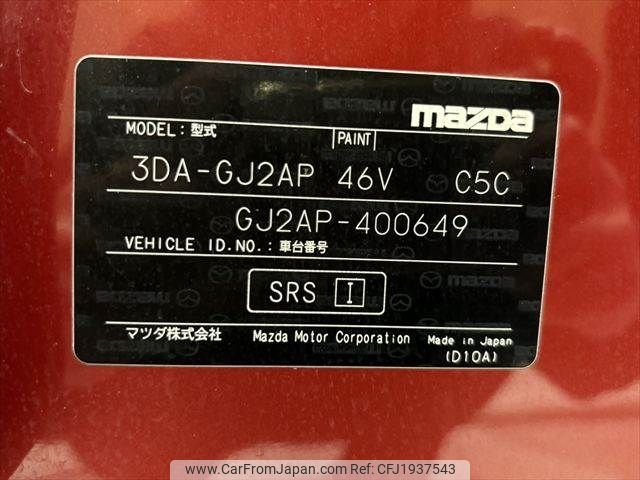 mazda
MODEL:型式
PAINT
3DA-GJ2AP 46V C5C
GJ2AP-400649
VEHICLE ID.NO.:車台番号
SRS I
マツダ株式会社 Mazda Motor Corporation Made in Japan
(D10A)
www.CarFromJapan.com - CFJ CFJ1937543